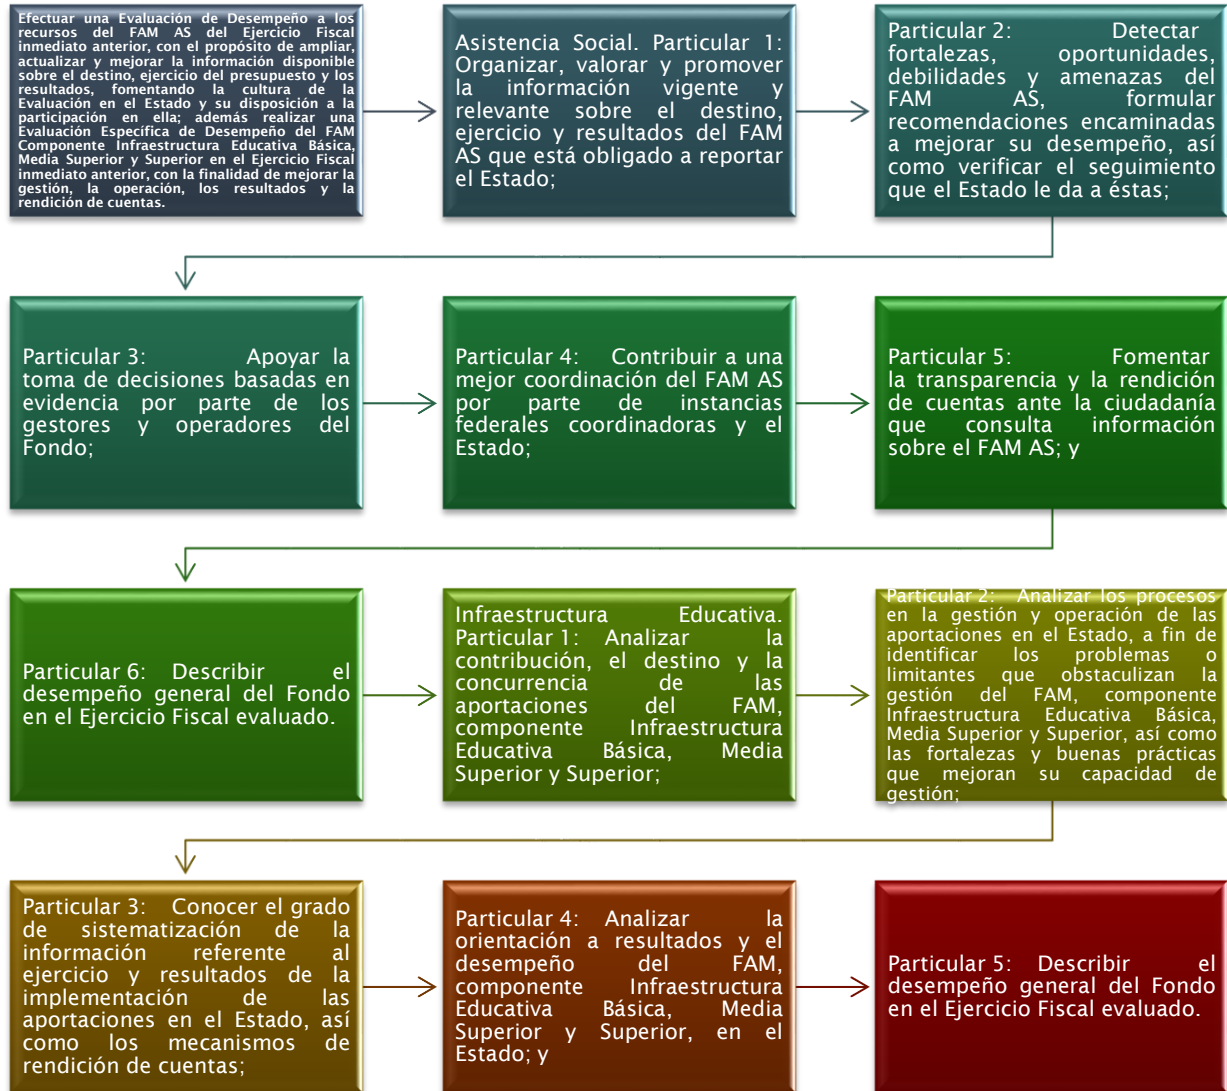 Efectuar una Evaluación de Desempeño a los
recursos del FAM AS del Ejercicio Fiscal
inmediato anterior, con el propósito de ampliar,
actualizar y mejorar la información disponible
sobre el destino, ejercicio del presupuesto y los
resultados, fomentando la cultura de la
Evaluación en el Estado y su disposición a la
participación en ella; además realizar una
Evaluación Específica de Desempeño del FAM
Componente Infraestructura Educativa Básica,
Media Superior y Superior en el Ejercicio Fiscal
inmediato anterior, con la finalidad de mejorar la
gestión, la operación, los resultados y la
rendición de cuentas.
Asistencia Social. Particular 1:
Organizar, valorar y promover
la información vigente y
relevante sobre el destino,
ejercicio y resultados del FAM
AS que está obligado a reportar
el Estado;
Particular 2: Detectar
fortalezas, oportunidades,
debilidades y amenazas del
FAM AS, formular
recomendaciones encaminadas
a mejorar su desempeño, así
como verificar el seguimiento
que el Estado le da a éstas;
Particular 3: Apoyar la
toma de decisiones basadas en
evidencia por parte de los
gestores y operadores del
Fondo;
Particular 4: Contribuir a una
mejor coordinación del FAM AS
por parte de instancias
federales coordinadoras y el
Estado;
Particular 5: Fomentar
la transparencia y la rendición
de cuentas ante la ciudadanía
que consulta información
sobre el FAM AS; y
Particular 6: Describir el
desempeño general del Fondo
en el Ejercicio Fiscal evaluado.
Infraestructura Educativa.
Particular 1: Analizar la
contribución, el destino y la
concurrencia de las
aportaciones del FAM,
componente Infraestructura
Educativa Básica, Media
Superior y Superior;
Particular 2: Analizar los procesos
en la gestión y operación de las
aportaciones en el Estado, a fin de
identificar los problemas o
limitantes que obstaculizan la
gestión del FAM, componente
Infraestructura Educativa Básica,
Media Superior y Superior, así como
las fortalezas y buenas prácticas
que mejoran su capacidad de
gestión;
Particular 3: Conocer el grado
de sistematización de la
información referente al
ejercicio y resultados de la
implementación de las
aportaciones en el Estado, así
como los mecanismos de
rendición de cuentas;
Particular 4: Analizar la
orientación a resultados y el
desempeño del FAM,
componente Infraestructura
Educativa Básica, Media
Superior y Superior, en el
Estado; y
Particular 5: Describir el
desempeño general del Fondo
en el Ejercicio Fiscal evaluado.